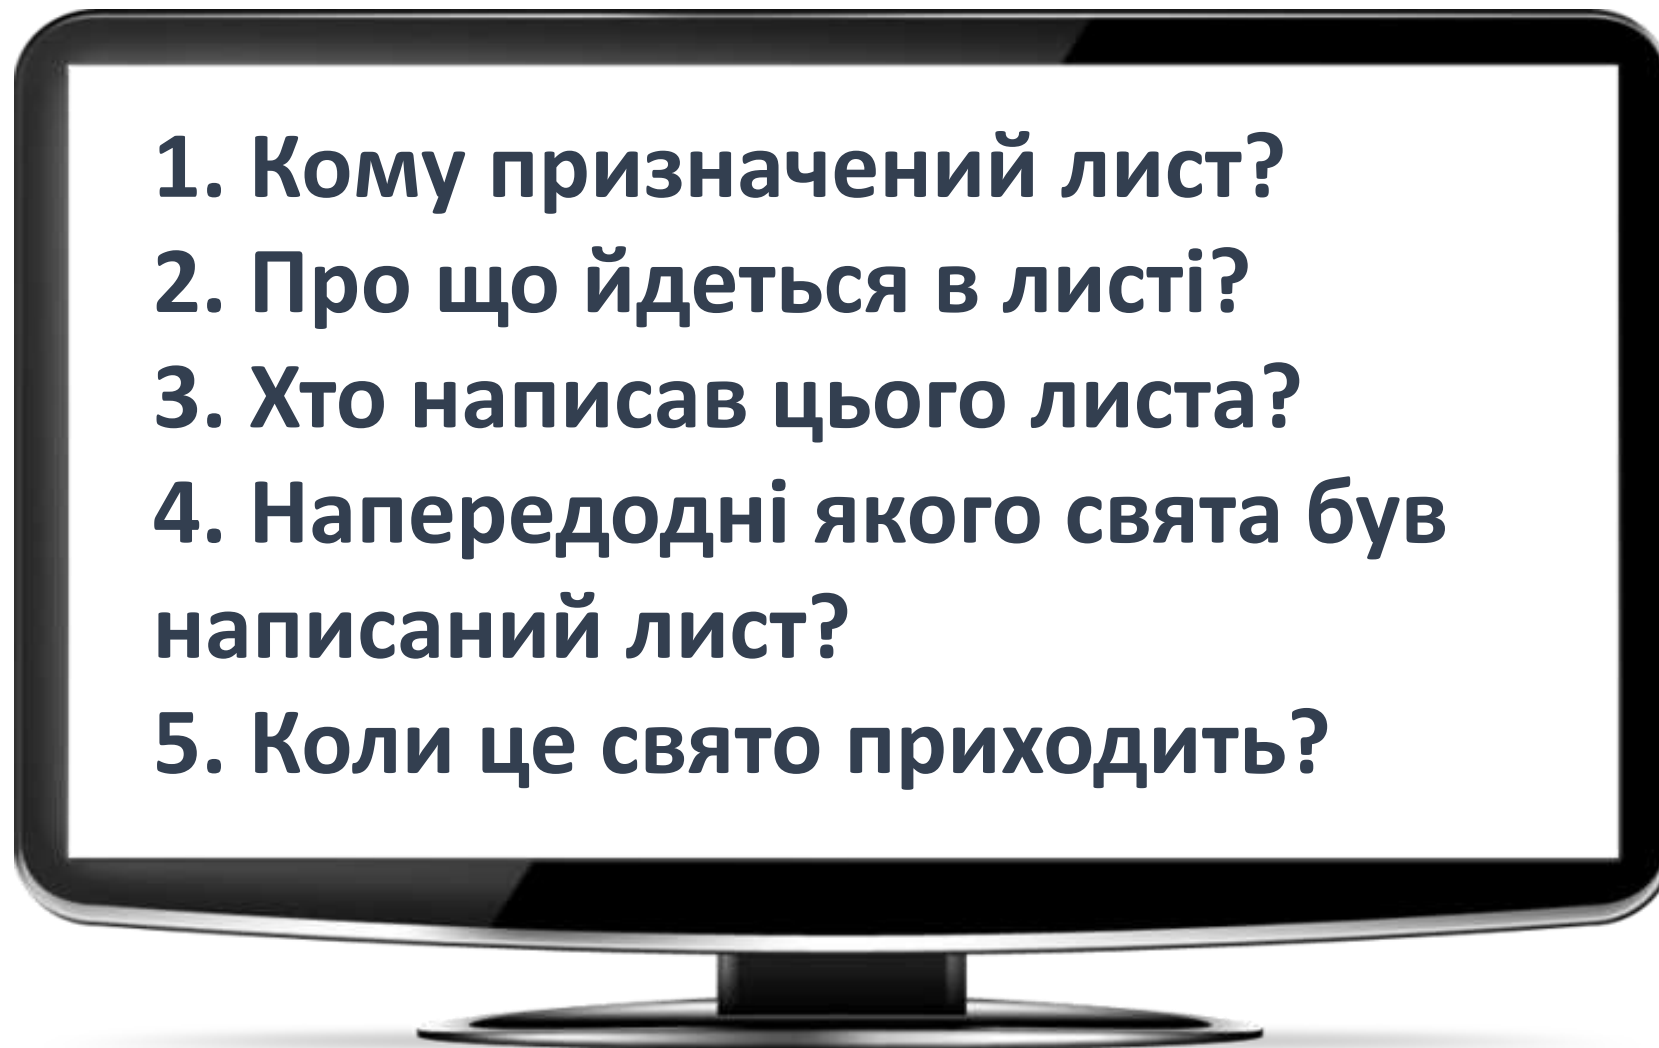 1. Кому призначений лист?
2. Про що йдеться в листі?
3. Хто написав цього листа?
4. Напередодні якого свята був
написаний лист?
5. Коли це свято приходить?